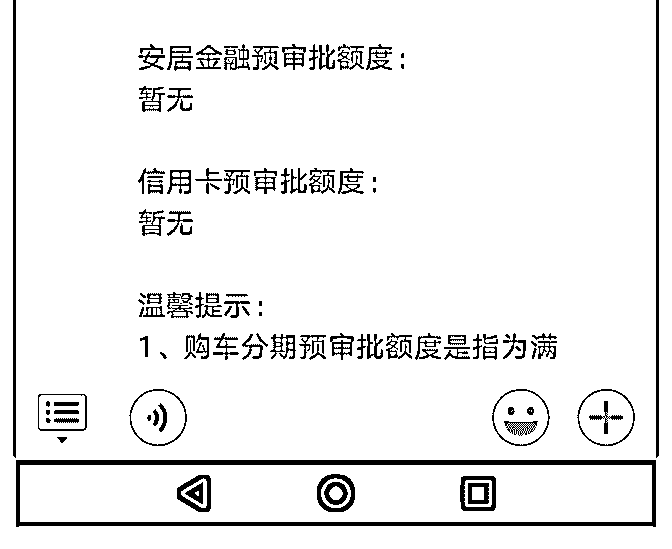 安居金融预审批额度：
暂无
信用卡预审批额度：
暂无
温馨提示：
1、购车分期预审批额度是指为满